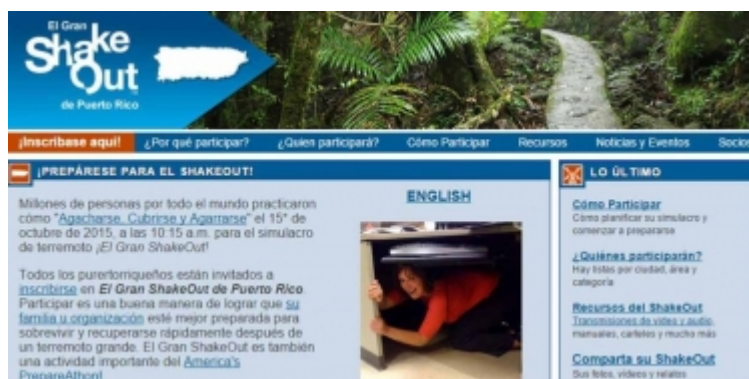 El Gran
Shake
Out
de Puerto Rico
¡Inscríbase aquí! ¿Por qué participar? ¿Quien participará? Cómo Participar Recursos Noticias y Eventos Socios
¡PREPÁRESE PARA EL SHAKEOUT!
Millones de personas por todo el mundo practicaron
cómo "Agacharse, Cubrirse y Agarrarse" el 15° de
octubre de 2015, a las 10:15 a.m. para el simulacro
de terremoto ¡El Gran ShakeOut!
Todos los puertorriqueños están invitados a
inscribirse en El Gran ShakeOut de Puerto Rico.
Participar es una buena manera de lograr que su
familia u organización esté mejor preparada para
sobrevivir y recuperarse rápidamente después de
un terremoto grande. El Gran ShakeOut es también
una actividad importante del America's
PrepareAthon!
ENGLISH
LO ÚLTIMO
Cómo Participar
Cómo planificar su simulacro y
comenzar a prepararse
¿Quiénes participarán?
Hay listas por ciudad, área y
categoría
Recursos del ShakeOut
Transmisiones de video y audio,
manuales, carteles y mucho más
Comparta su ShakeOut
Sus fotos, videos y relatos